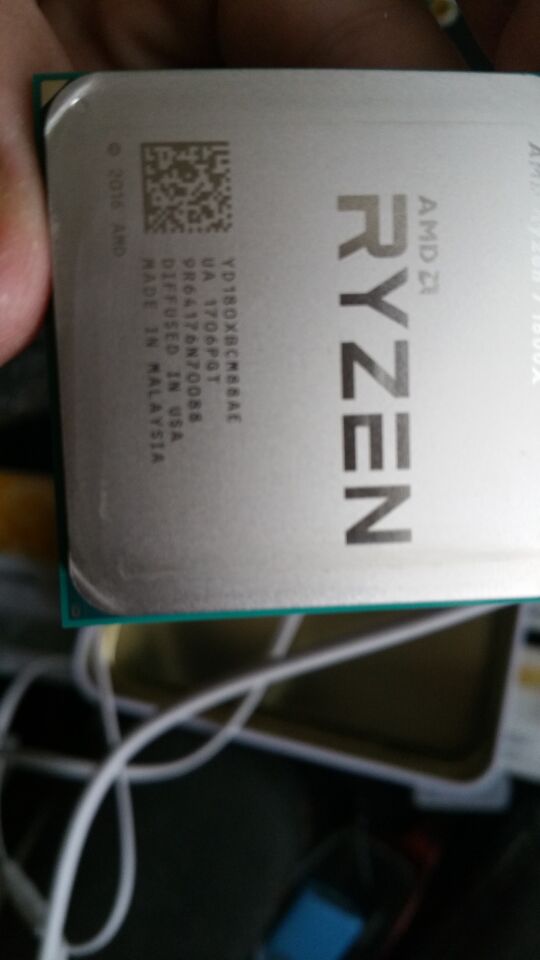 AMD
RYZEN
YD180XBCM88AE
UA 1706PGT
9R64176N70088
DIFFUSED IN USA
MADE IN MALAYSIA
© 2016 AMD